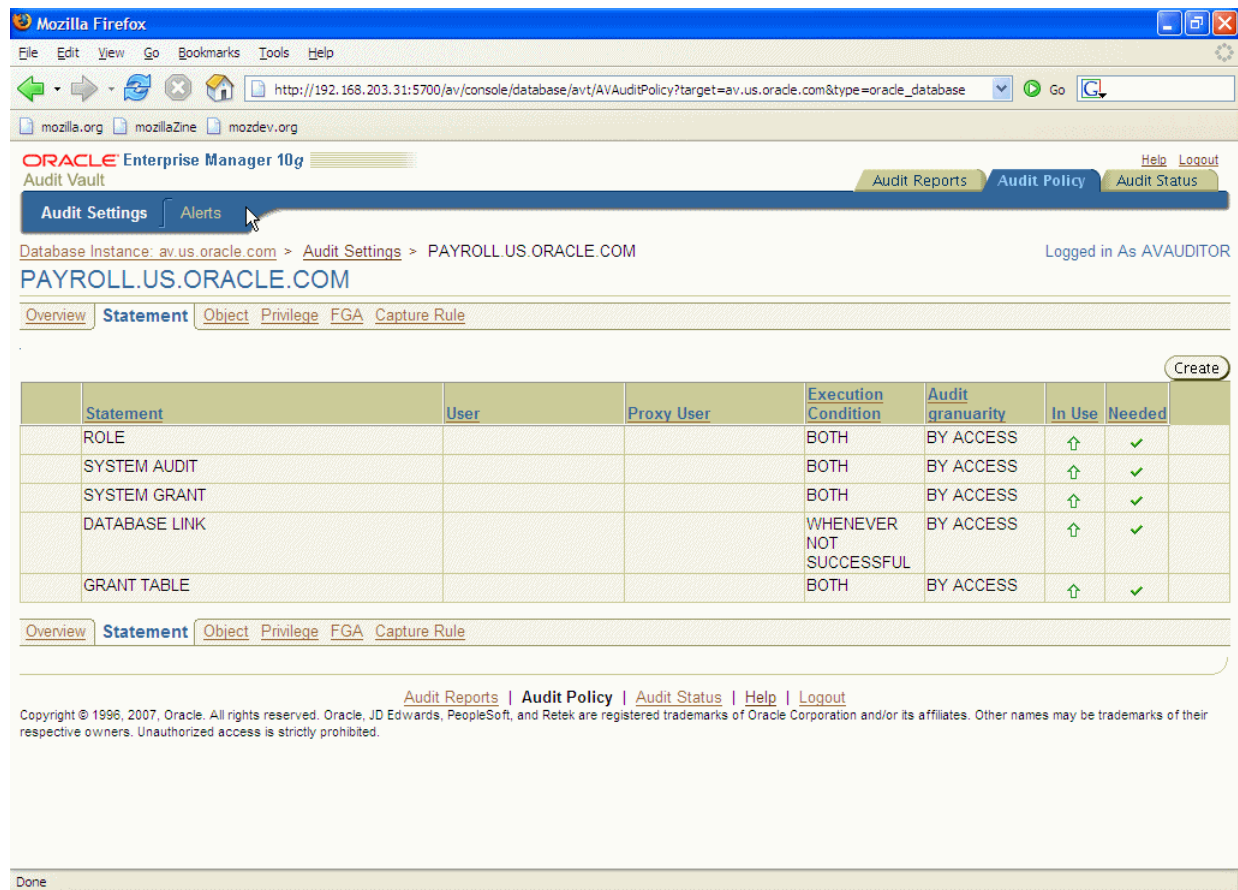 Mozilla Firefox
File Edit View Go Bookmarks Tools Help
http://192.168.203.31:5700/av/console/database/avt/AVAuditPolicy?target=av.us.oracle.com&type=oracle_database Go G
mozilla.org mozillaZine mozdev.org
ORACLE Enterprise Manager 10g
Audit Vault
Help Logout
Audit Reports Audit Policy Audit Status
Audit Settings Alerts
Database Instance: av.us.oracle.com > Audit Settings > PAYROLL.US.ORACLE.COM Logged in As AVAUDITOR
PAYROLL.US.ORACLE.COM
Overview Statement Object Privilege FGA Capture Rule
Create
Statement User Proxy User Execution Condition Audit granuarity In Use Needed
ROLE BOTH BY ACCESS
SYSTEM AUDIT BOTH BY ACCESS
SYSTEM GRANT BOTH BY ACCESS
DATABASE LINK WHENEVER NOT SUCCESSFUL BY ACCESS
GRANT TABLE BOTH BY ACCESS
Overview Statement Object Privilege FGA Capture Rule
Audit Reports | Audit Policy | Audit Status | Help | Logout
Copyright © 1996, 2007, Oracle. All rights reserved. Oracle, JD Edwards, PeopleSoft, and Retek are registered trademarks of Oracle Corporation and/or its affiliates. Other names may be trademarks of their
respective owners. Unauthorized access is strictly prohibited.
Done